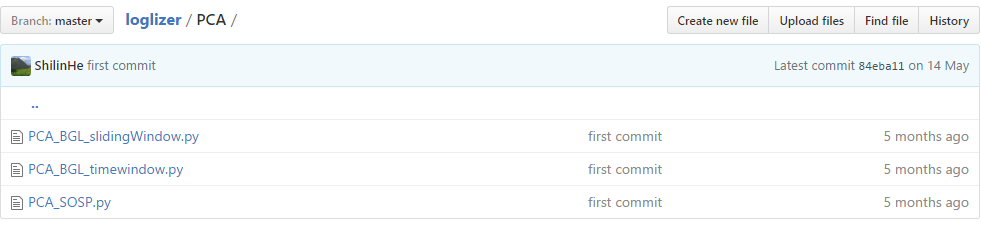 Branch: master loglizer / PCA / Create new file Upload files Find file History
ShilinHe first commit Latest commit 84eba11 on 14 May
..
PCA_BGL_slidingWindow.py first commit 5 months ago
PCA_BGL_timewindow.py first commit 5 months ago
PCA_SOSP.py first commit 5 months ago